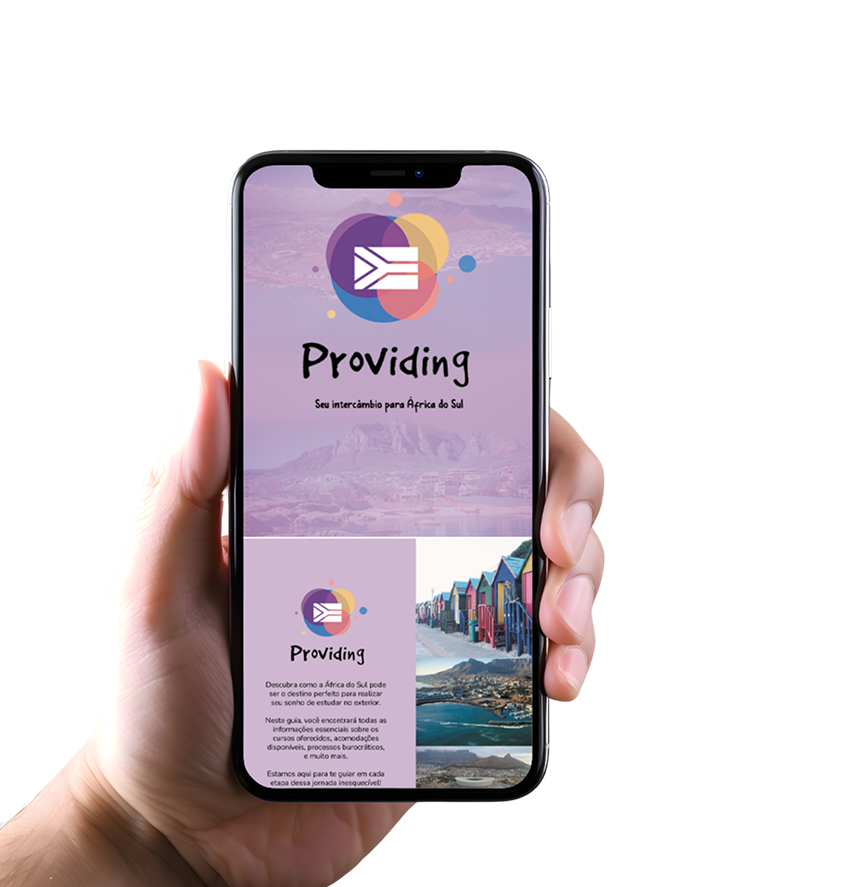 Providing
Seu intercâmbio para África do Sul
Providing
Descubra como a África do Sul pode
ser o destino perfeito para realizar
seu sonho de estudar no exterior.
Neste guia, você encontrará todas as
informações essenciais sobre os
cursos oferecidos, acomodações
disponíveis, processos burocráticos,
e muito mais.
Estamos aqui para te guiar em cada
etapa dessa jornada inesquecível!